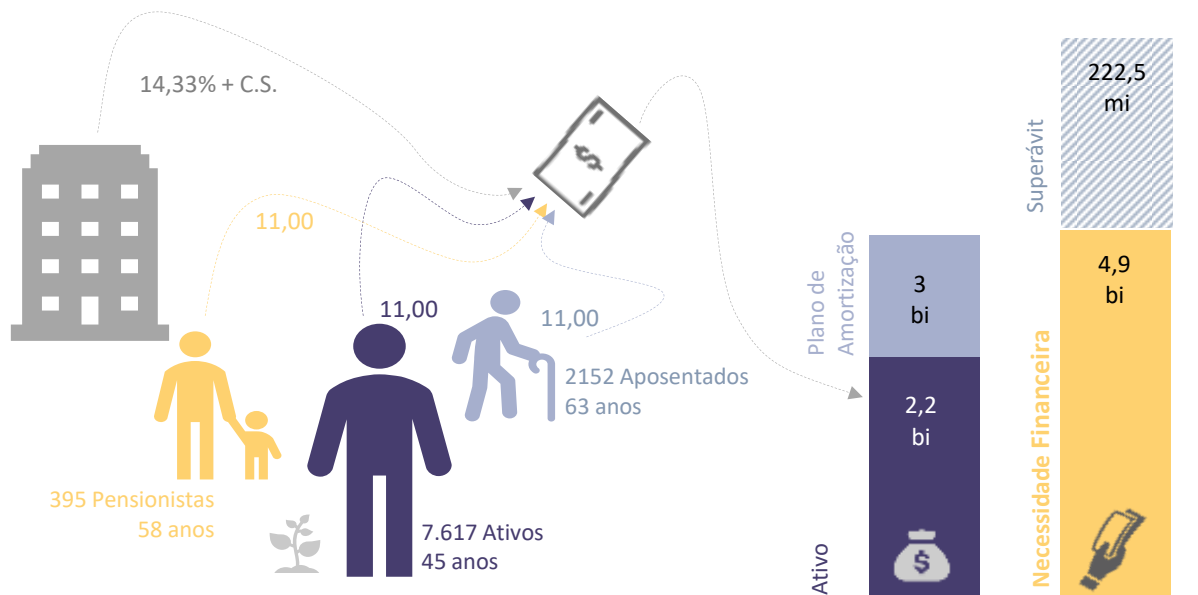 14,33% + C.S.
11,00
11,00
11,00
395 Pensionistas
58 anos
7.617 Ativos
45 anos
2152 Aposentados
63 anos
Plano de
Amortização
3
bi
Ativo
2,2
bi
$
$
Superávit
222,5
mi
Necessidade Financeira
4,9
bi